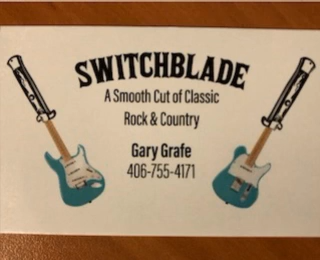 SWITCHBLADE
A Smooth Cut of Classic
Rock & Country
Gary Grafe
406-755-4171